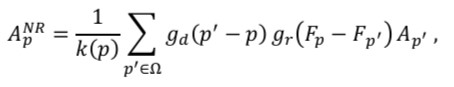 $A_p^{NR} = \frac{1}{k(p)} \sum_{p' \in \Omega} g_d(p' - p) \, g_r(F_p - F_{p'}) A_{p'} ,$